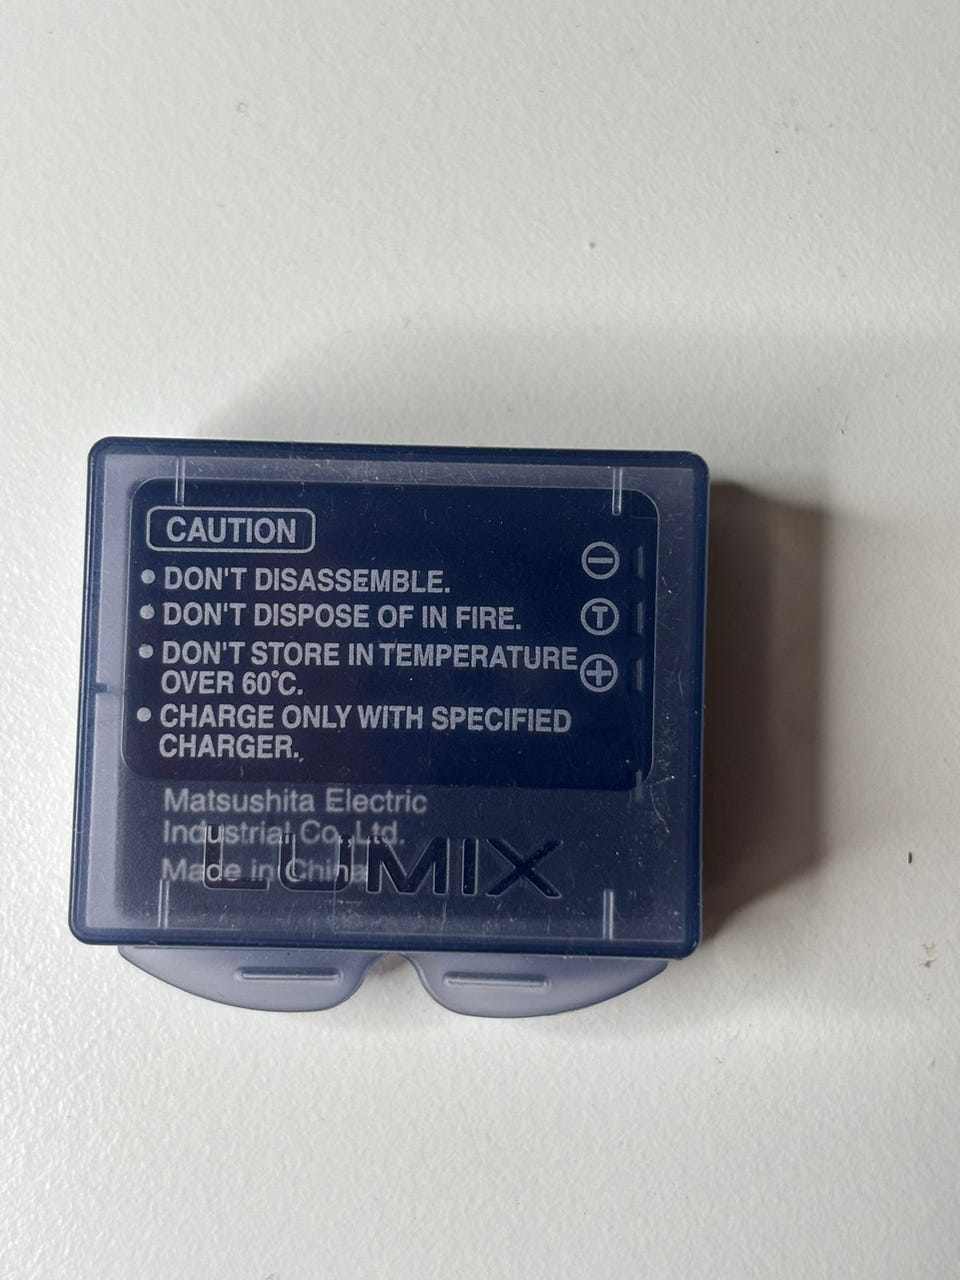 CAUTION
• DON'T DISASSEMBLE.
• DON'T DISPOSE OF IN FIRE.
• DON'T STORE IN TEMPERATURE
OVER 60°C.
• CHARGE ONLY WITH SPECIFIED
CHARGER.
−
T
+
Matsushita Electric
Industrial Co.,Ltd.
Made in China
LUMIX